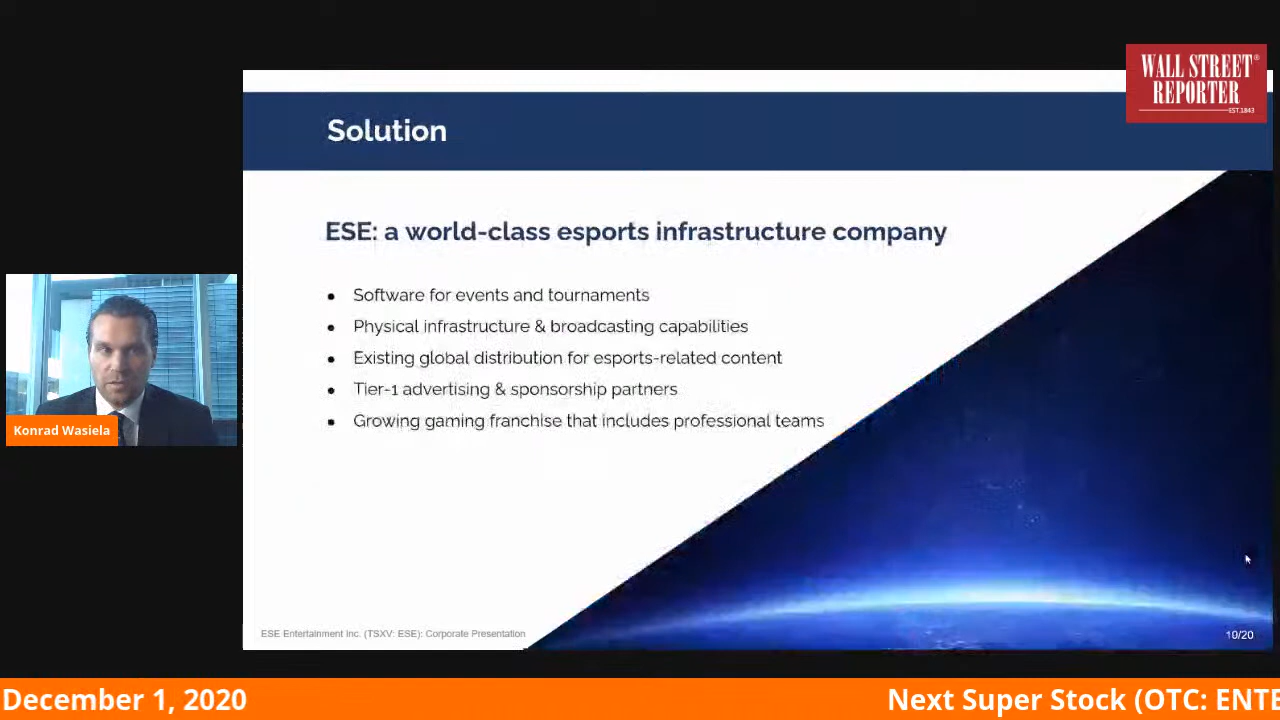 WALL STREET®
REPORTER
EST.1843
Solution
ESE: a world-class esports infrastructure company
• Software for events and tournaments
• Physical infrastructure & broadcasting capabilities
• Existing global distribution for esports-related content
• Tier-1 advertising & sponsorship partners
• Growing gaming franchise that includes professional teams
Konrad Wasiela
ESE Entertainment Inc. (TSXV: ESE): Corporate Presentation
10/20
December 1, 2020
Next Super Stock (OTC: ENTE